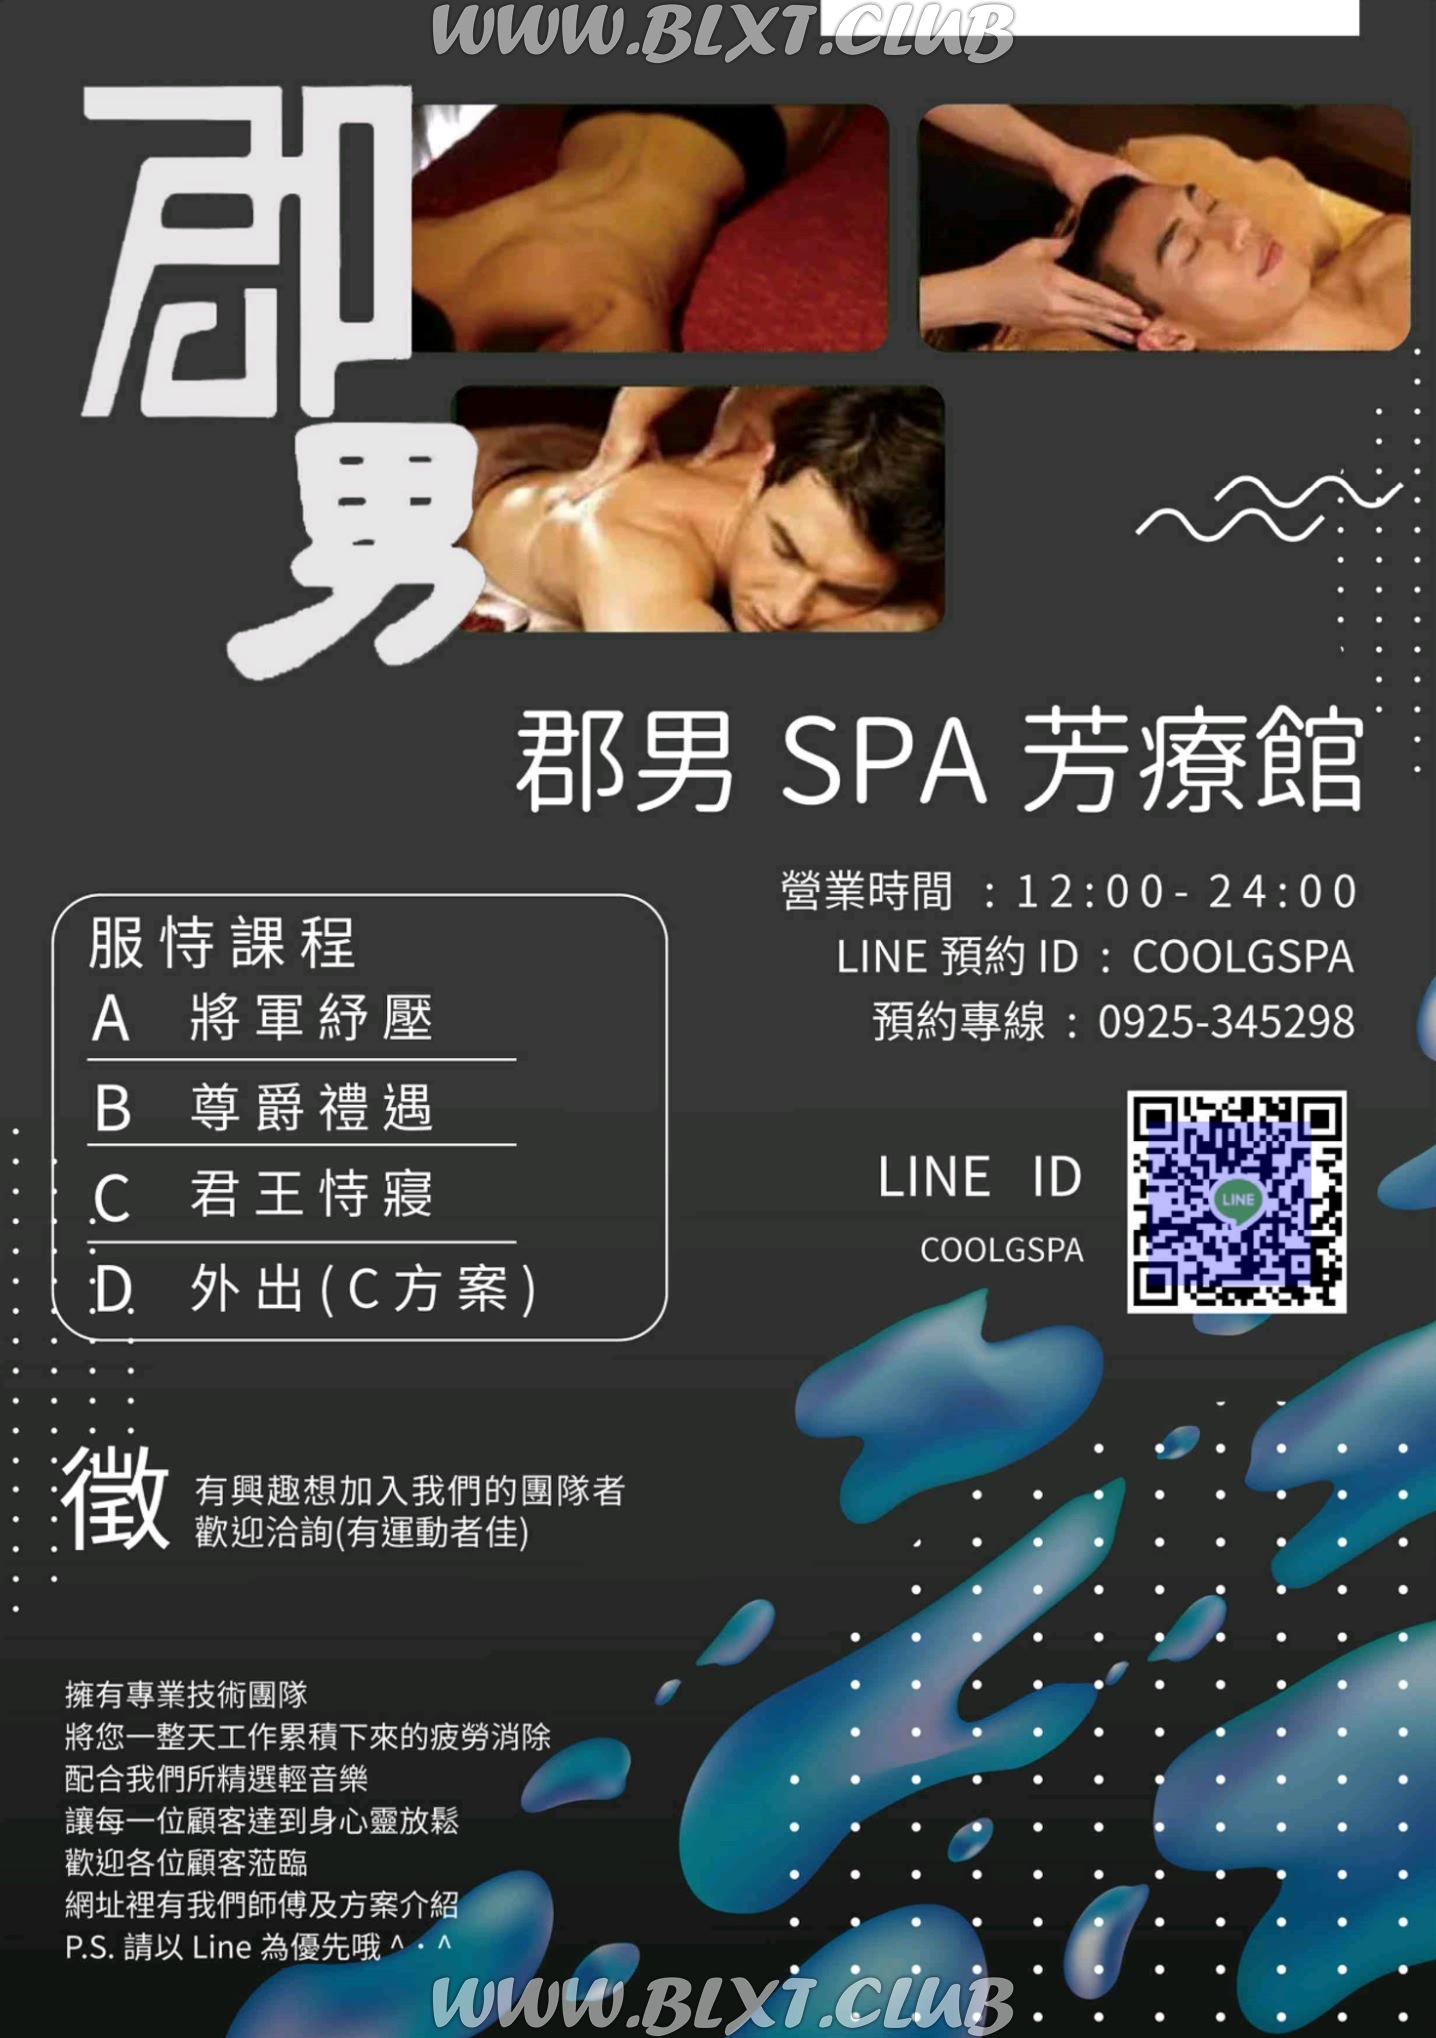 WWW.BLXT.CLUB
郡男
郡男 SPA 芳療館
營業時間 : 12:00- 24:00
LINE 預約 ID : COOLGSPA
預約專線 : 0925-345298
服恃課程
A 將軍紓壓
B 尊爵禮遇
C 君王恃寢
D 外出(C方案)
LINE ID
COOLGSPA
LINE
徵
有興趣想加入我們的團隊者
歡迎洽詢(有運動者佳)
擁有專業技術團隊
將您一整天工作累積下來的疲勞消除
配合我們所精選輕音樂
讓每一位顧客達到身心靈放鬆
歡迎各位顧客蒞臨
網址裡有我們師傅及方案介紹
P.S. 請以 Line 為優先哦 ^・^
WWW.BLXT.CLUB